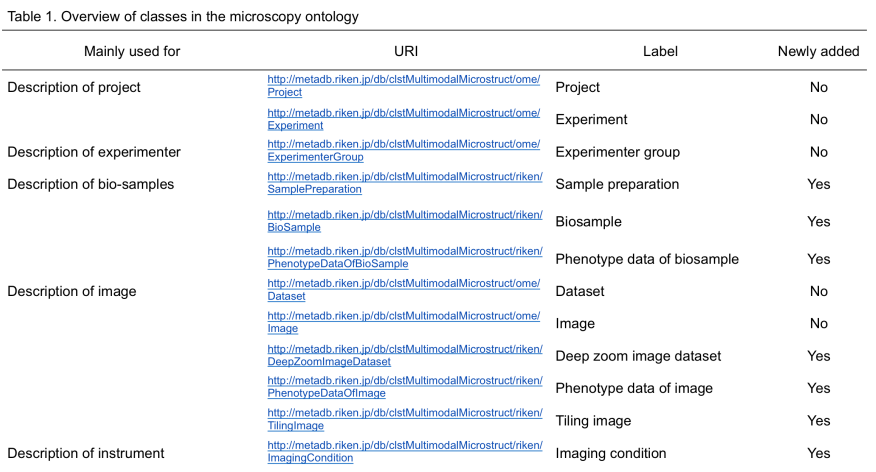 Table 1. Overview of classes in the microscopy ontology
Mainly used for URI Label Newly added
Description of project http://metadb.riken.jp/db/clstMultimodalMicrostruct/ome/ Project No
Project
http://metadb.riken.jp/db/clstMultimodalMicrostruct/ome/ Experiment No
Experiment
Description of experimenter http://metadb.riken.jp/db/clstMultimodalMicrostruct/ome/ Experimenter group No
ExperimenterGroup
Description of bio-samples http://metadb.riken.jp/db/clstMultimodalMicrostruct/riken/ Sample preparation Yes
SamplePreparation
http://metadb.riken.jp/db/clstMultimodalMicrostruct/riken/ Biosample Yes
BioSample
http://metadb.riken.jp/db/clstMultimodalMicrostruct/riken/ Phenotype data of biosample Yes
PhenotypeDataOfBioSample
Description of image http://metadb.riken.jp/db/clstMultimodalMicrostruct/ome/ Dataset No
Dataset
http://metadb.riken.jp/db/clstMultimodalMicrostruct/ome/ Image No
Image
http://metadb.riken.jp/db/clstMultimodalMicrostruct/riken/ Deep zoom image dataset Yes
DeepZoomImageDataset
http://metadb.riken.jp/db/clstMultimodalMicrostruct/riken/ Phenotype data of image Yes
PhenotypeDataOfImage
http://metadb.riken.jp/db/clstMultimodalMicrostruct/riken/ Tiling image Yes
TilingImage
Description of instrument http://metadb.riken.jp/db/clstMultimodalMicrostruct/riken/ Imaging condition Yes
ImagingCondition